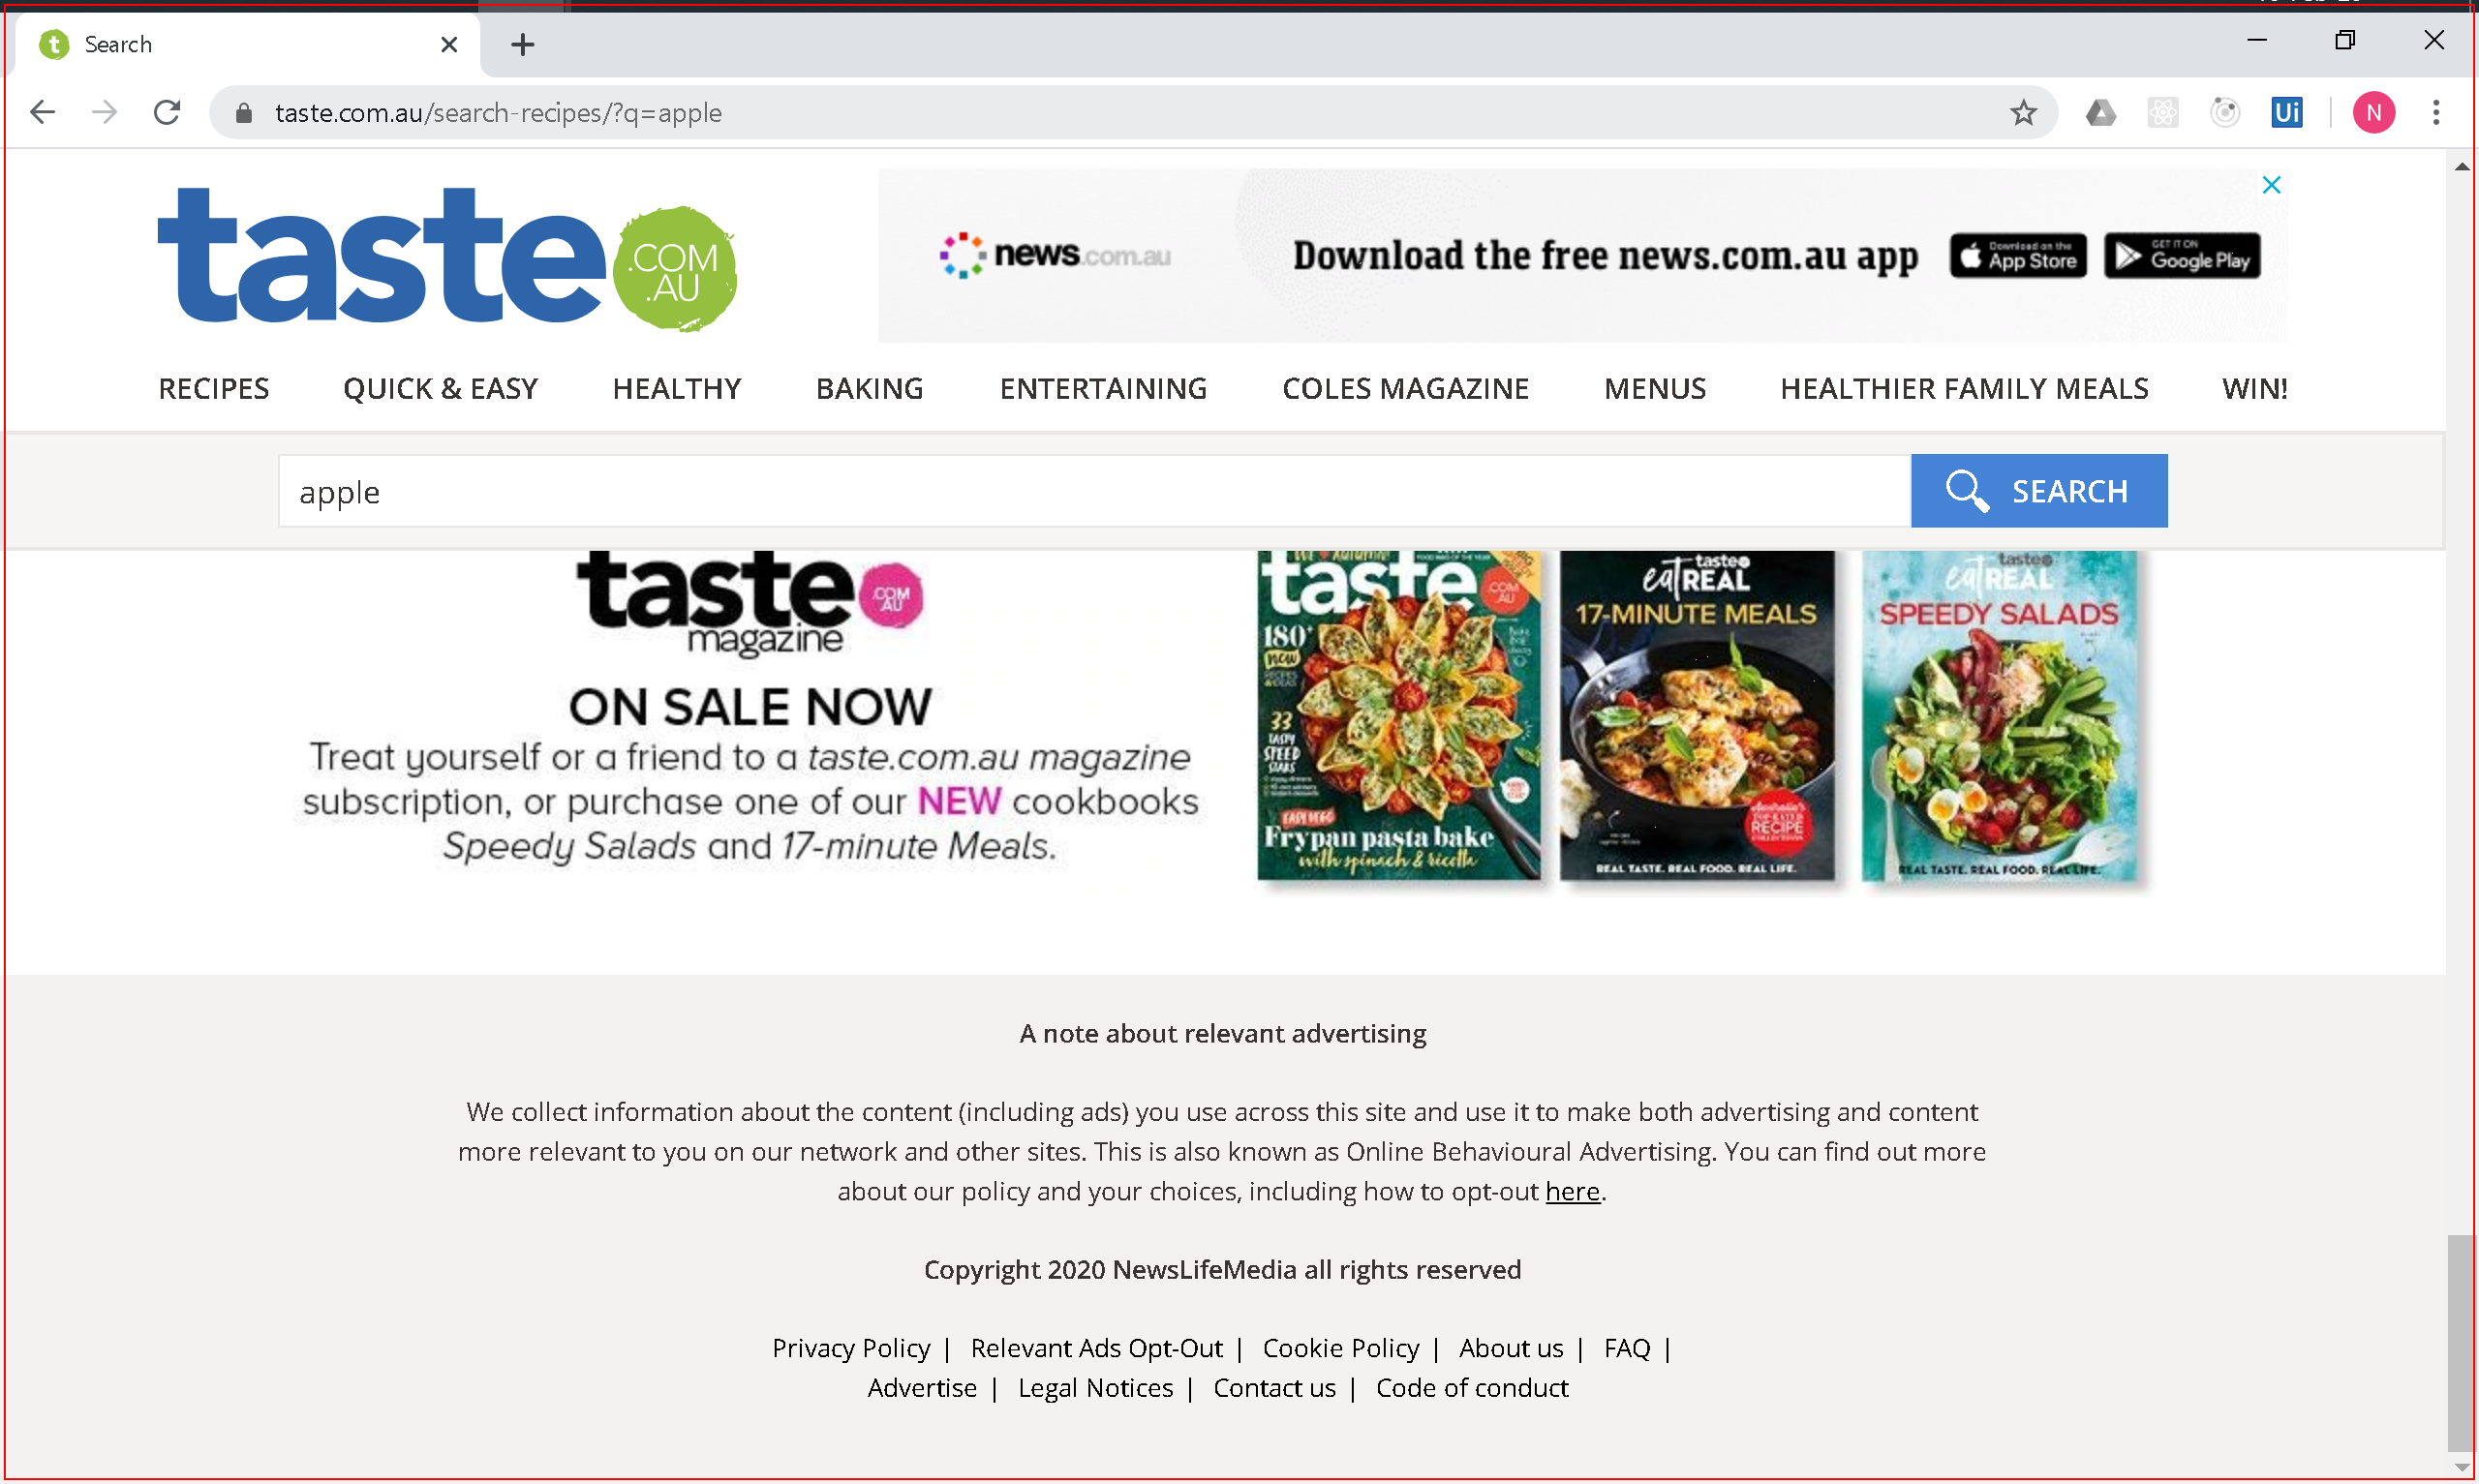 Search
taste.com.au/search-recipes/?q=apple
Ui
N
taste .COM .AU
news.com.au
Download the free news.com.au app
Download on the App Store
GET IT ON Google Play
RECIPES QUICK & EASY HEALTHY BAKING ENTERTAINING COLES MAGAZINE MENUS HEALTHIER FAMILY MEALS WIN!
apple
SEARCH
taste .COM AU
magazine
ON SALE NOW
Treat yourself or a friend to a taste.com.au magazine
subscription, or purchase one of our NEW cookbooks
Speedy Salads and 17-minute Meals.
taste .COM AU
180+
new
RECIPES & IDEAS
33
TASTY
SPEED
STARS
EASY VEGG
Frypan pasta bake
with spinach & ricotta
taste
eat REAL
17-MINUTE MEALS
RECIPE
REAL TASTE. REAL FOOD. REAL LIFE.
taste
eat REAL
SPEEDY SALADS
REAL TASTE. REAL FOOD. REAL LIFE.
A note about relevant advertising
We collect information about the content (including ads) you use across this site and use it to make both advertising and content
more relevant to you on our network and other sites. This is also known as Online Behavioural Advertising. You can find out more
about our policy and your choices, including how to opt-out here.
Copyright 2020 NewsLifeMedia all rights reserved
Privacy Policy | Relevant Ads Opt-Out | Cookie Policy | About us | FAQ |
Advertise | Legal Notices | Contact us | Code of conduct